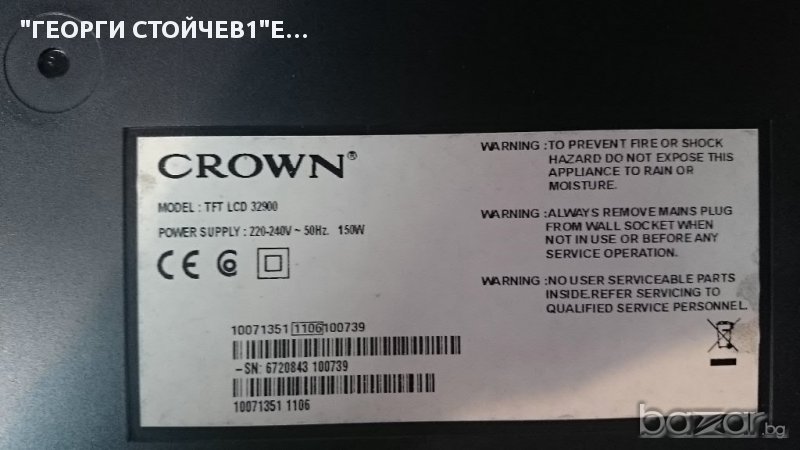 "ГЕОРГИ СТОЙЧЕВ1"Е...
CROWN®
MODEL : TFT LCD 32900
POWER SUPPLY : 220-240V ~ 50Hz. 150W
CE
WARNING :TO PREVENT FIRE OR SHOCK
HAZARD DO NOT EXPOSE THIS
APPLIANCE TO RAIN OR
MOISTURE.
WARNING :ALWAYS REMOVE MAINS PLUG
FROM WALL SOCKET WHEN
NOT IN USE OR BEFORE ANY
SERVICE OPERATION.
WARNING :NO USER SERVICEABLE PARTS
INSIDE.REFER SERVICING TO
QUALIFIED SERVICE PERSONNEL.
10071351 1106 100739
-SN: 6720843 100739
10071351 1106
bazar.bg